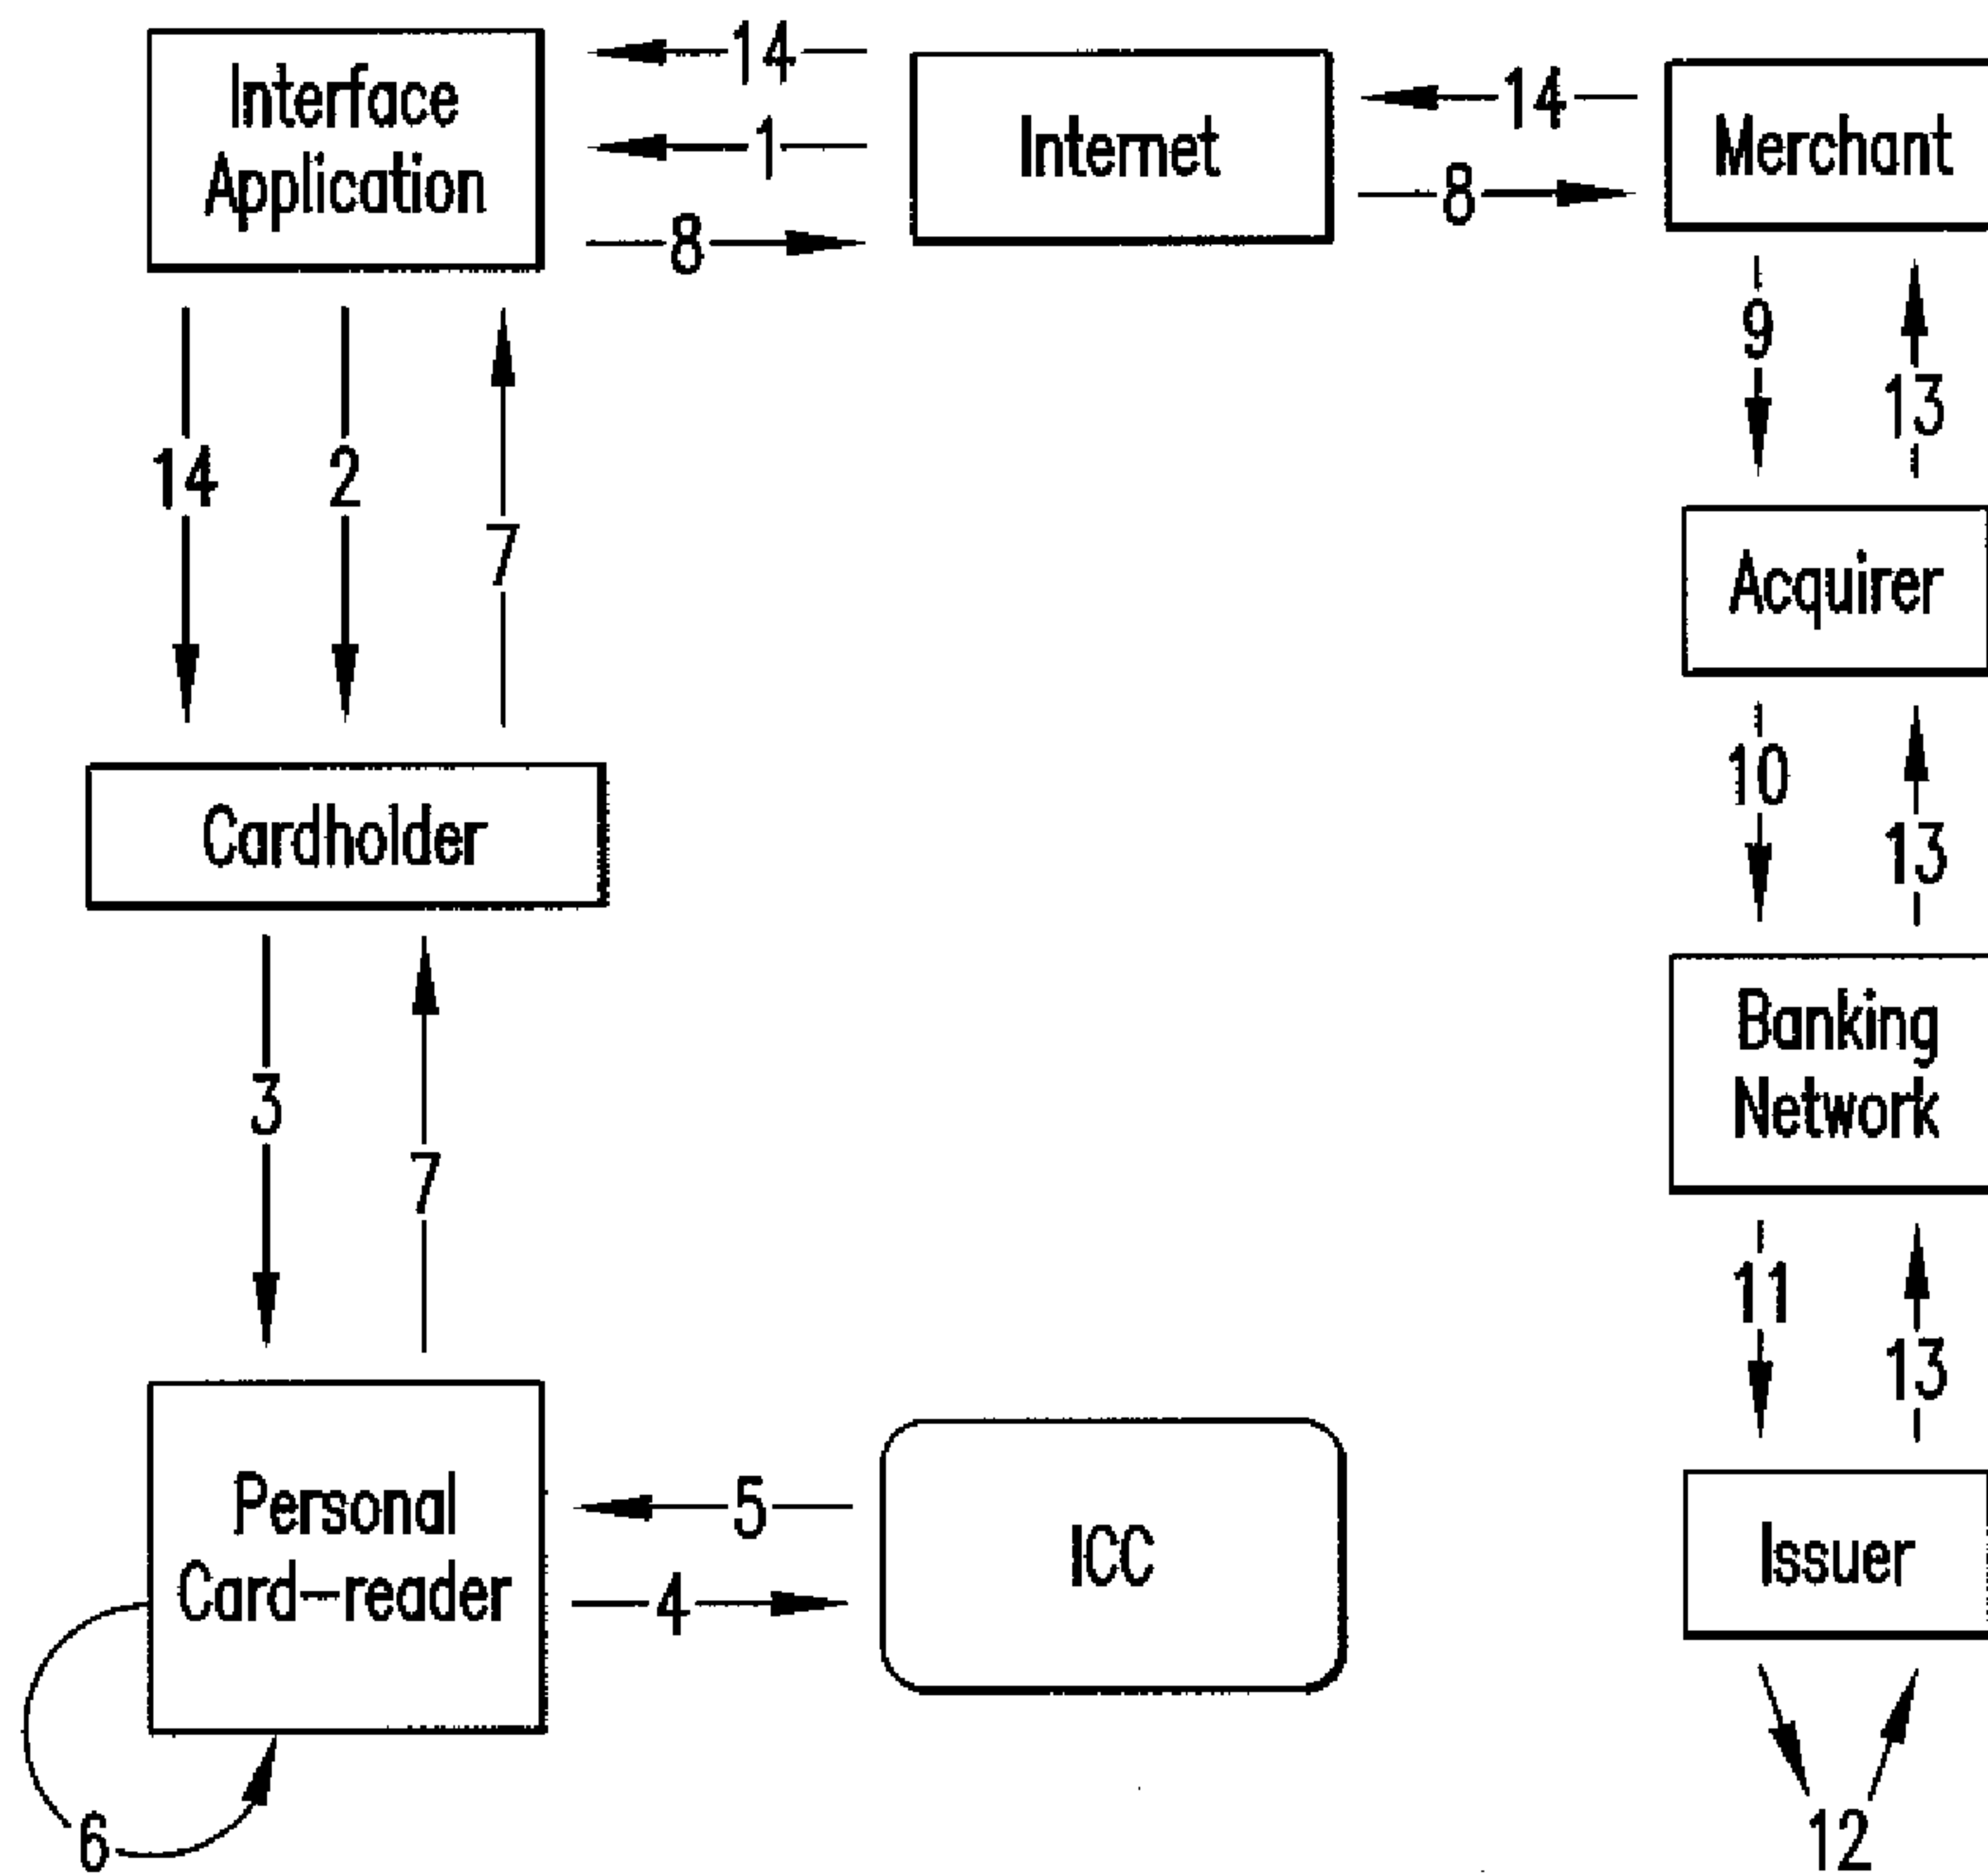 14
Interface
Application
1
8
Internet
14
8
Merchant
9
13
14
2
7
Acquirer
10
13
Cardholder
Banking
Network
3
7
11
13
Personal
Card-reader
5
4
ICC
Issuer
6
12